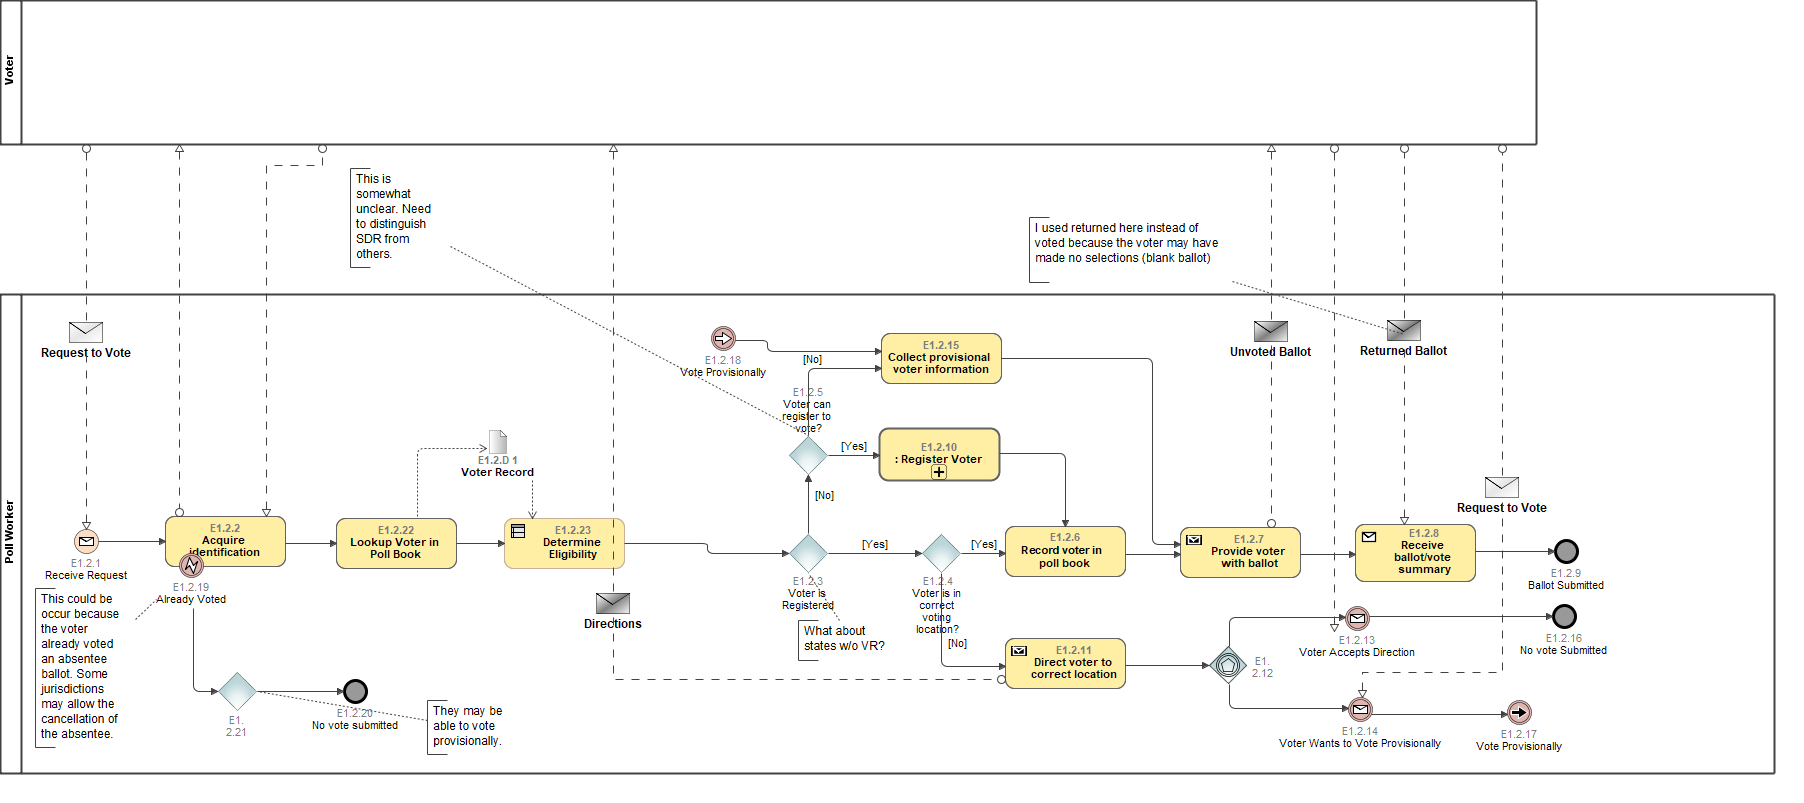 Voter
This is
somewhat
unclear. Need
to distinguish
SDR from
others.
I used returned here instead of
voted because the voter may have
made no selections (blank ballot)
Poll Worker
Request to Vote
E1.2.1
Receive Request
E1.2.2
Acquire
identification
E1.2.19
Already Voted
This could be
occur because
the voter
already voted
an absentee
ballot. Some
jurisdictions
may allow the
cancellation of
the absentee.
E1.
2.21
E1.2.20
No vote submitted
They may be
able to vote
provisionally.
E1.2.22
Lookup Voter in
Poll Book
E1.2.D 1
Voter Record
E1.2.23
Determine
Eligibility
Directions
E1.2.18
Vote Provisionally
[No]
E1.2.5
Voter can
register to
vote?
[Yes]
[No]
E1.2.3
Voter is
Registered
[Yes]
What about
states w/o VR?
E1.2.15
Collect provisional
voter information
E1.2.10
: Register Voter
E1.2.4
Voter is in
correct
voting
location?
[Yes]
[No]
E1.2.6
Record voter in
poll book
E1.2.11
Direct voter to
correct location
E1.2.7
Provide voter
with ballot
Unvoted Ballot
Returned Ballot
E1.2.8
Receive
ballot/vote
summary
Request to Vote
E1.2.9
Ballot Submitted
E1.
2.12
E1.2.13
Voter Accepts Direction
E1.2.16
No vote Submitted
E1.2.14
Voter Wants to Vote Provisionally
E1.2.17
Vote Provisionally